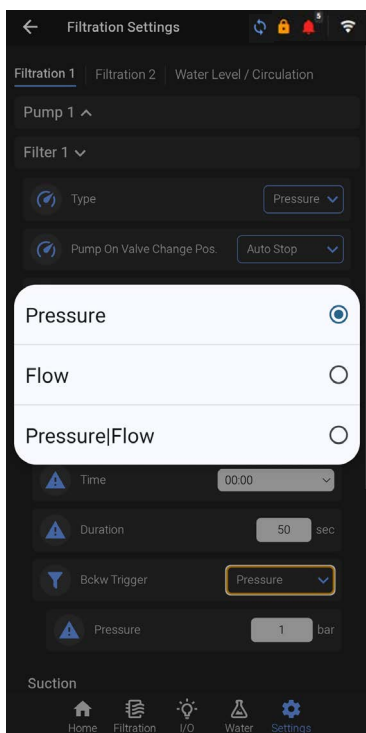 Filtration Settings 5
Filtration 1 Filtration 2 Water Level / Circulation
Pump 1
Filter 1
Type Pressure
Pump On Valve Change Pos. Auto Stop
Pressure
Flow
Pressure|Flow
Time 00:00
Duration 50 sec
Bckw Trigger Pressure
Pressure 1 bar
Suction
Home Filtration I/O Water Settings